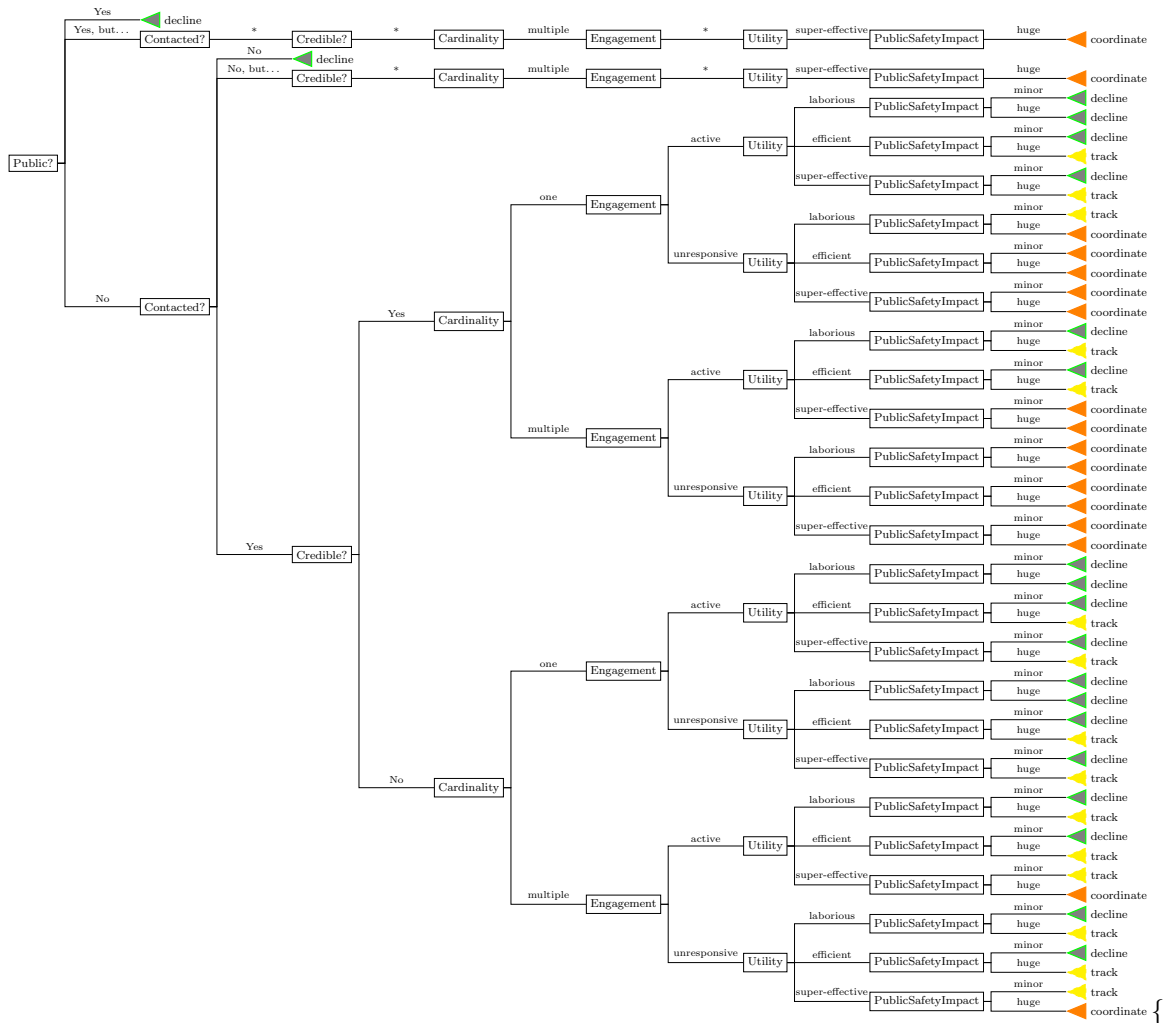 Yes
decline
Yes, but… * * multiple * super-effective huge
Contacted? Credible? Cardinality Engagement Utility PublicSafetyImpact coordinate
No
decline
No, but… * multiple * super-effective huge
Credible? Cardinality Engagement Utility PublicSafetyImpact coordinate
minor
laborious decline
PublicSafetyImpact huge
decline
minor
active efficient decline
Utility PublicSafetyImpact huge
track
Public?
minor
super-effective decline
PublicSafetyImpact huge
track
one
Engagement
minor
laborious track
PublicSafetyImpact huge
coordinate
minor
unresponsive efficient coordinate
Utility PublicSafetyImpact huge
coordinate
minor
super-effective coordinate
No PublicSafetyImpact huge
Contacted? coordinate
Yes
Cardinality
minor
laborious decline
PublicSafetyImpact huge
track
minor
active efficient decline
Utility PublicSafetyImpact huge
track
minor
super-effective coordinate
PublicSafetyImpact huge
coordinate
multiple
Engagement
minor
laborious coordinate
PublicSafetyImpact huge
coordinate
minor
unresponsive efficient coordinate
Utility PublicSafetyImpact huge
coordinate
minor
super-effective coordinate
PublicSafetyImpact huge
coordinate
Yes
Credible?
minor
laborious decline
PublicSafetyImpact huge
decline
minor
active efficient decline
Utility PublicSafetyImpact huge
track
minor
super-effective decline
PublicSafetyImpact huge
track
one
Engagement
minor
laborious decline
PublicSafetyImpact huge
decline
minor
unresponsive efficient decline
Utility PublicSafetyImpact huge
track
minor
super-effective decline
PublicSafetyImpact huge
track
No
Cardinality
minor
laborious decline
PublicSafetyImpact huge
track
minor
active efficient decline
Utility PublicSafetyImpact huge
track
minor
super-effective track
PublicSafetyImpact huge
coordinate
multiple
Engagement
minor
laborious decline
PublicSafetyImpact huge
track
minor
unresponsive efficient decline
Utility PublicSafetyImpact huge
track
minor
super-effective track
PublicSafetyImpact huge
coordinate {